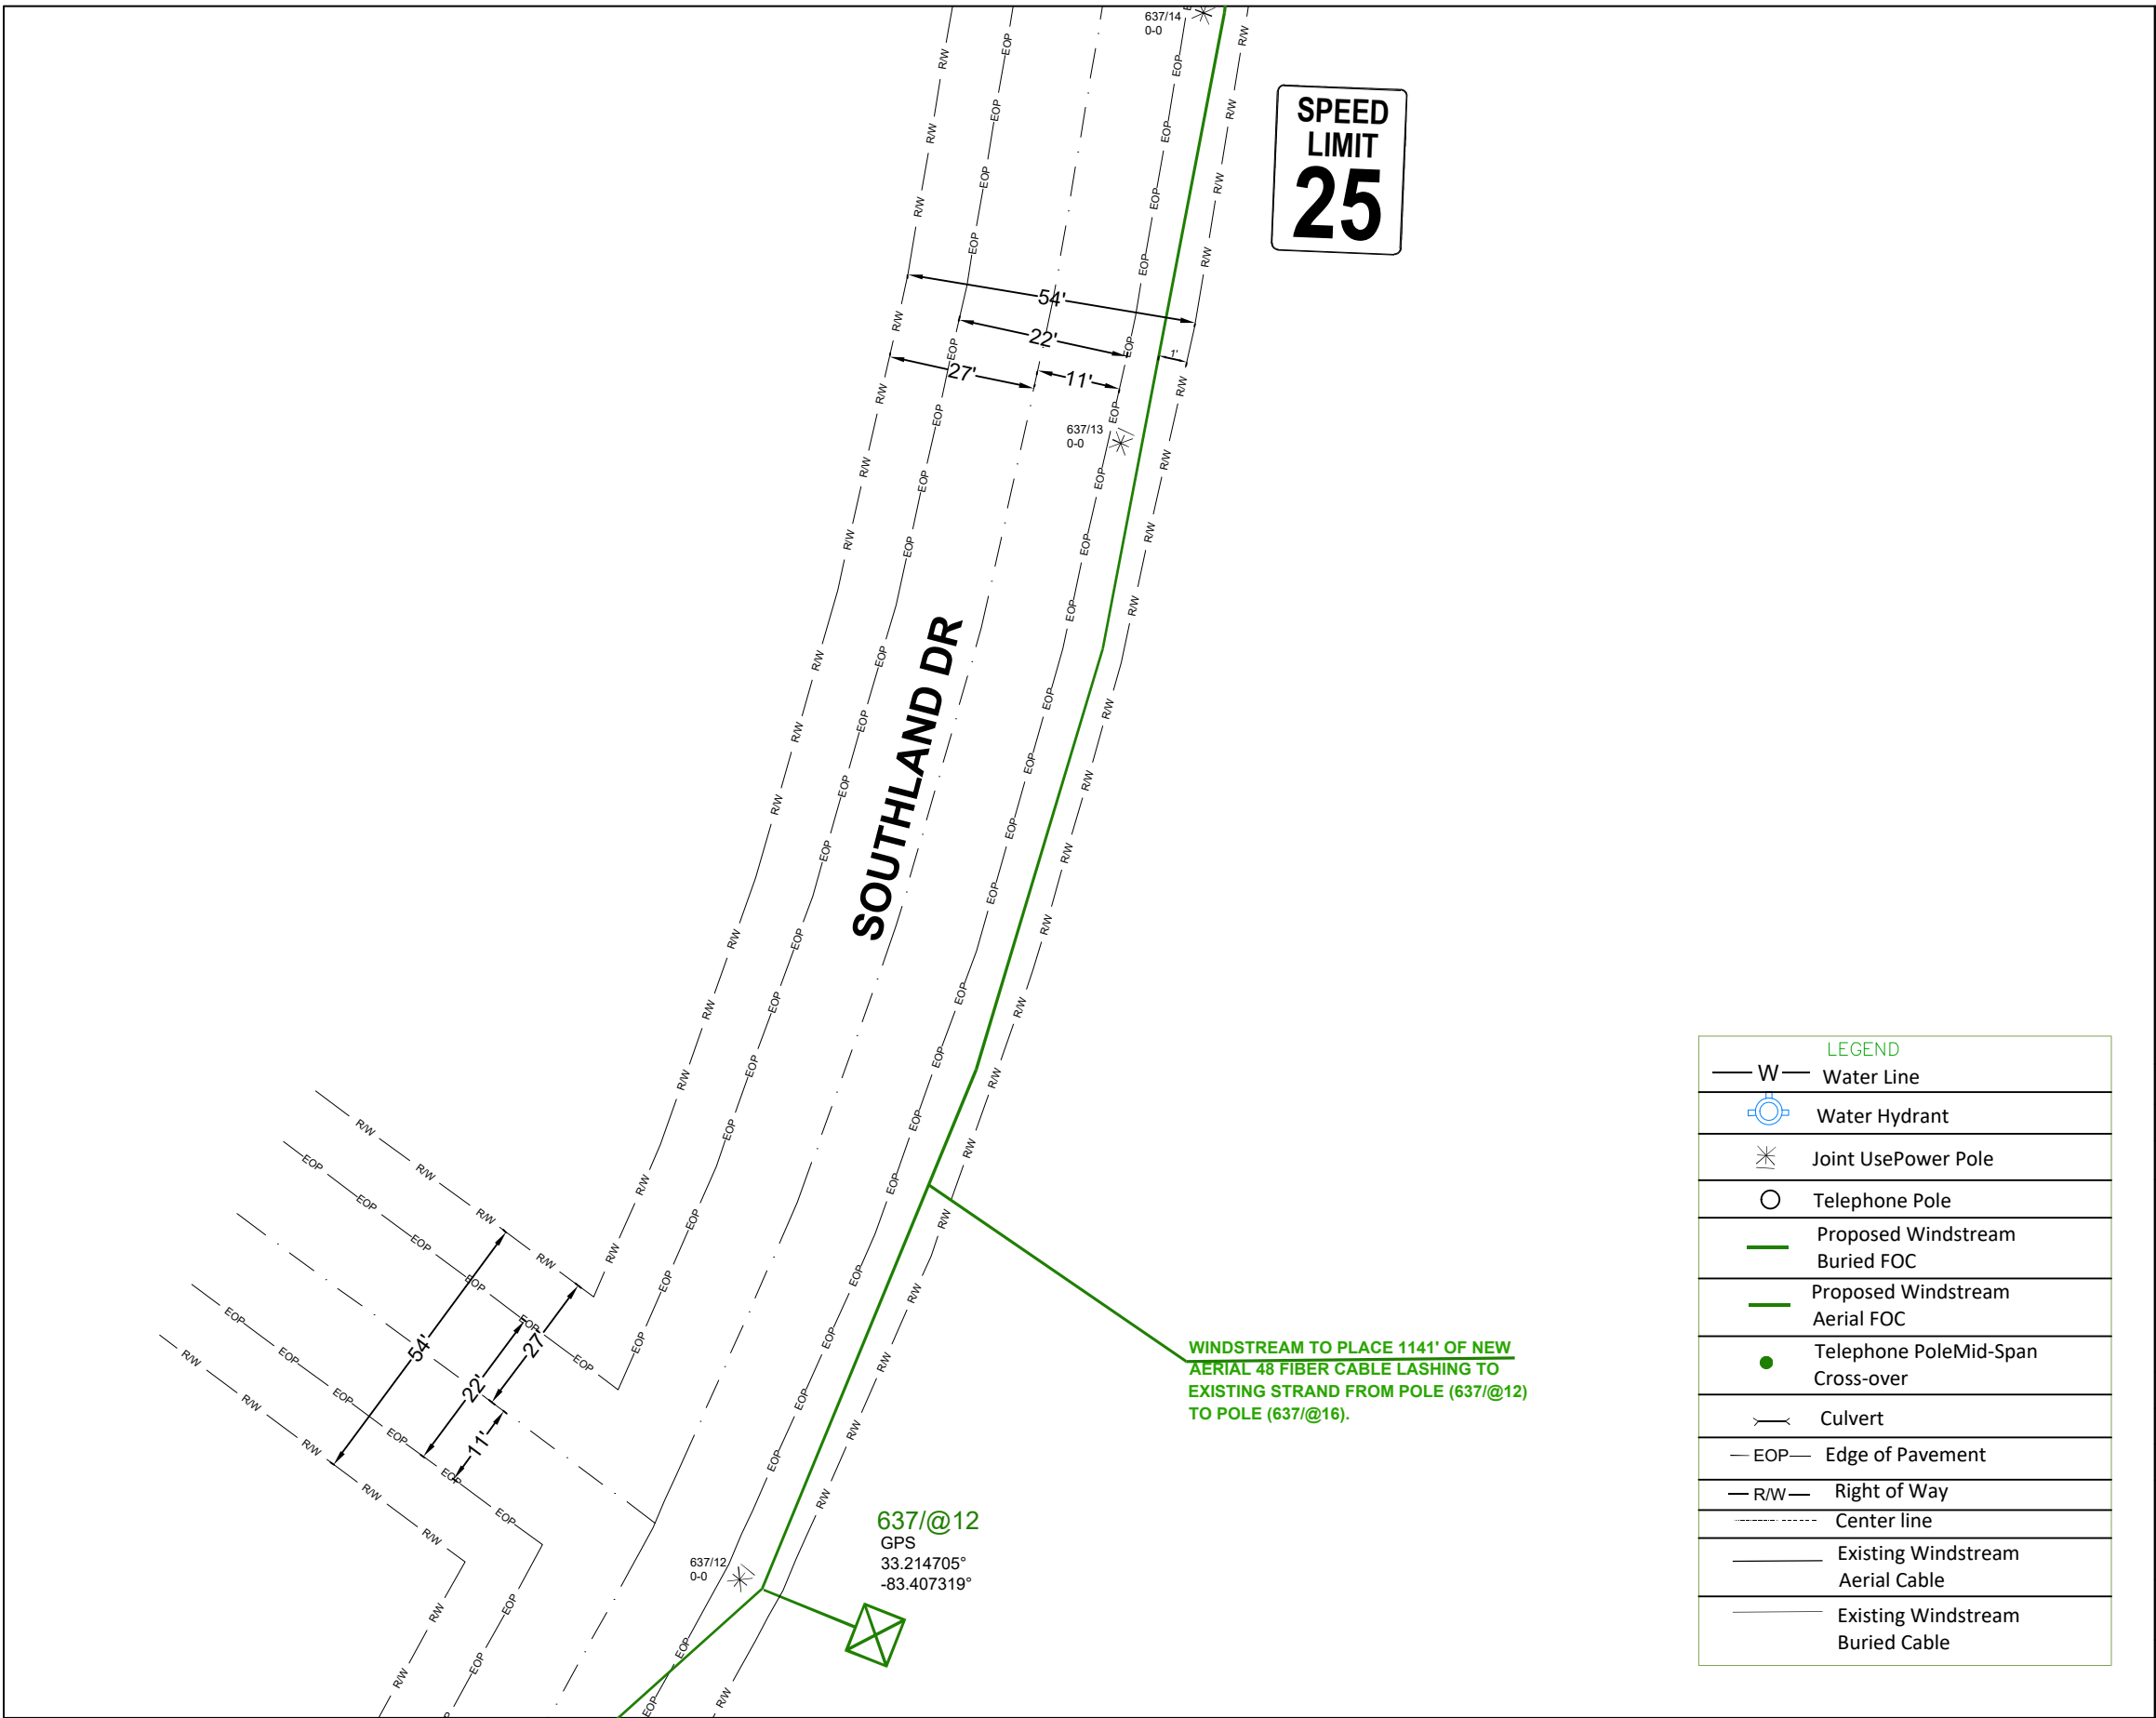 637/14
0-0
SPEED
LIMIT
25
54'
22'
27'
11'
1'
637/13
0-0
SOUTHLAND DR
54'
27'
22'
11'
WINDSTREAM TO PLACE 1141' OF NEW
AERIAL 48 FIBER CABLE LASHING TO
EXISTING STRAND FROM POLE (637/@12)
TO POLE (637/@16).
637/@12
GPS
33.214705°
-83.407319°
637/12
0-0
R/W
EOP
LEGEND
W Water Line
Water Hydrant
Joint UsePower Pole
Telephone Pole
Proposed Windstream
Buried FOC
Proposed Windstream
Aerial FOC
Telephone PoleMid-Span
Cross-over
Culvert
EOP Edge of Pavement
R/W Right of Way
Center line
Existing Windstream
Aerial Cable
Existing Windstream
Buried Cable